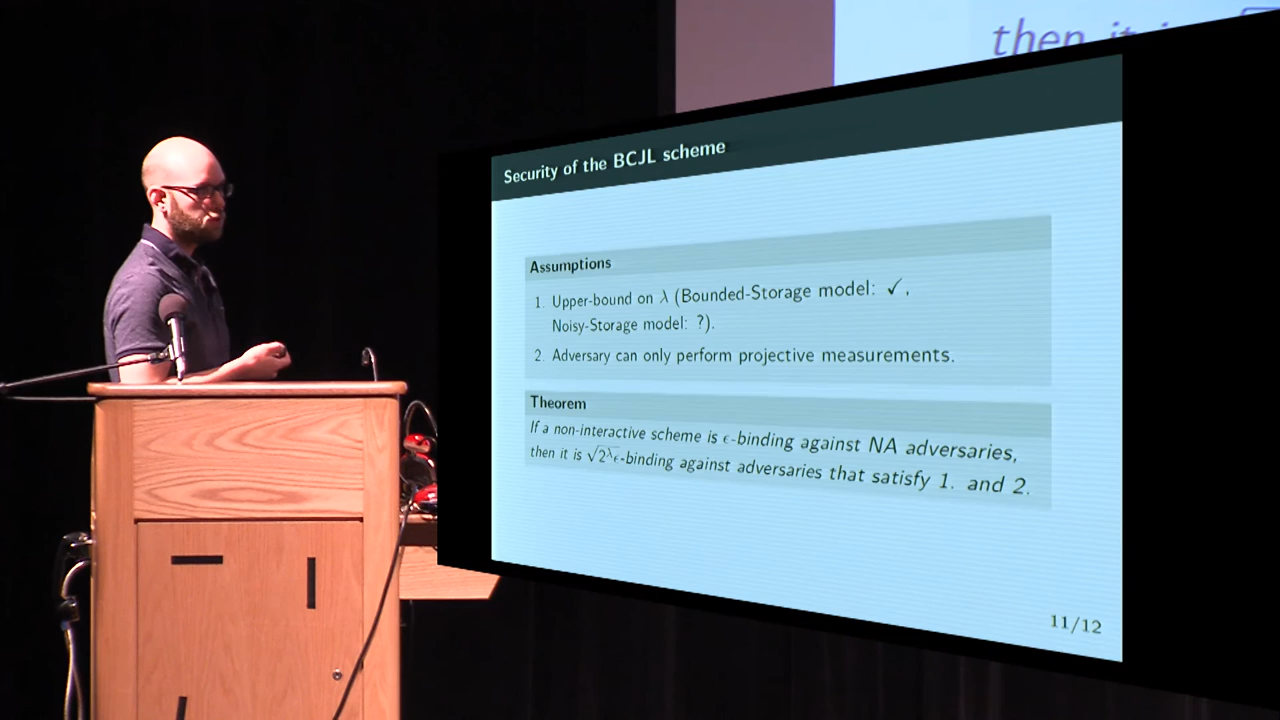 then it i
Security of the BCJL scheme
Assumptions
1. Upper-bound on λ (Bounded-Storage model: ✓,
Noisy-Storage model: ?).
2. Adversary can only perform projective measurements.
Theorem
If a non-interactive scheme is ϵ-binding against NA adversaries,
then it is √2^λϵ-binding against adversaries that satisfy 1. and 2.
11/12